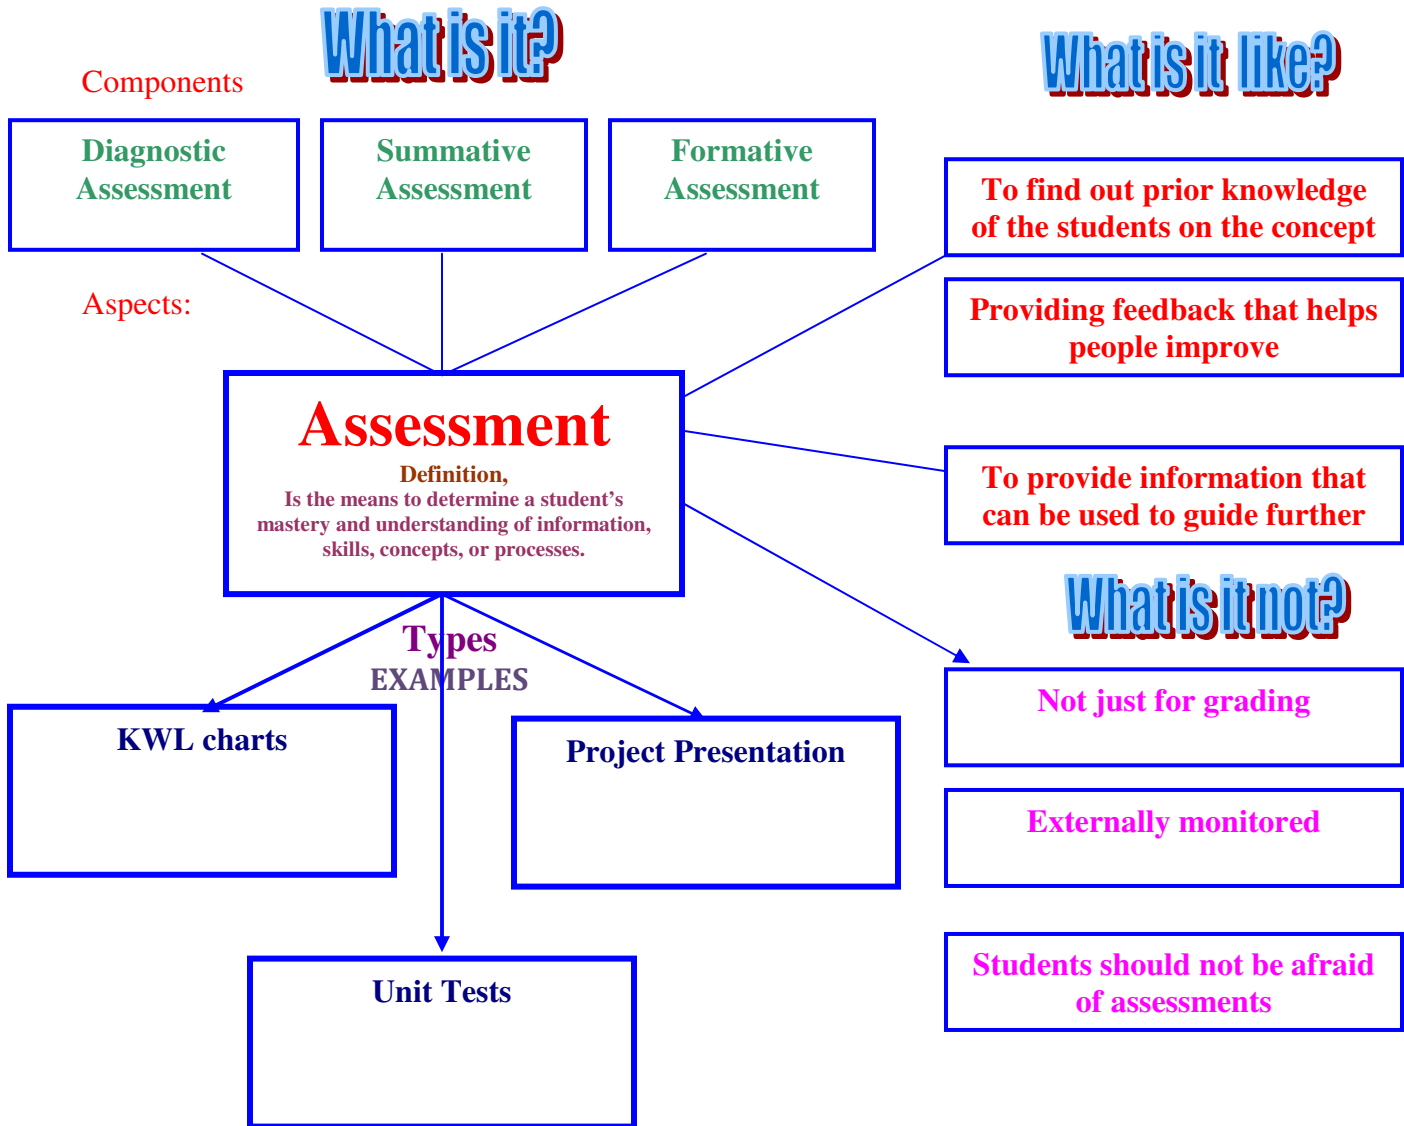 What is it?
What is it like?
Components
Diagnostic
Assessment
Summative
Assessment
Formative
Assessment
To find out prior knowledge
of the students on the concept
Aspects:
Providing feedback that helps
people improve
Assessment
Definition,
Is the means to determine a student’s
mastery and understanding of information,
skills, concepts, or processes.
To provide information that
can be used to guide further
What is it not?
Types
EXAMPLES
Not just for grading
KWL charts
Project Presentation
Externally monitored
Students should not be afraid
of assessments
Unit Tests